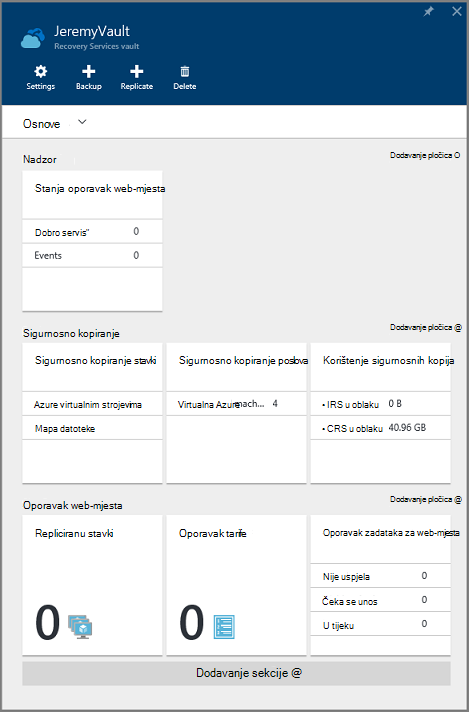 JeremyVault
Recovery Services vault
Settings Backup Replicate Delete
Osnove
Nadzor Dodavanje pločica O
Stanja oporavak web-mjesta
Dobro servis" 0
Events 0
Sigurnosno kopiranje Dodavanje pločica @
Sigurnosno kopiranje stavki Sigurnosno kopiranje poslova Korištenje sigurnosnih kopija
Azure virtualnim strojevima Virtualna Azure mach... 4 • IRS u oblaku 0 B
Mapa datoteke • CRS u oblaku 40.96 GB
Oporavak web-mjesta Dodavanje pločica @
Repliciranu stavki Oporavak tarife Oporavak zadataka za web-mjesta
0 0 Nije uspjela 0
Čeka se unos 0
U tijeku 0
Dodavanje sekcije @